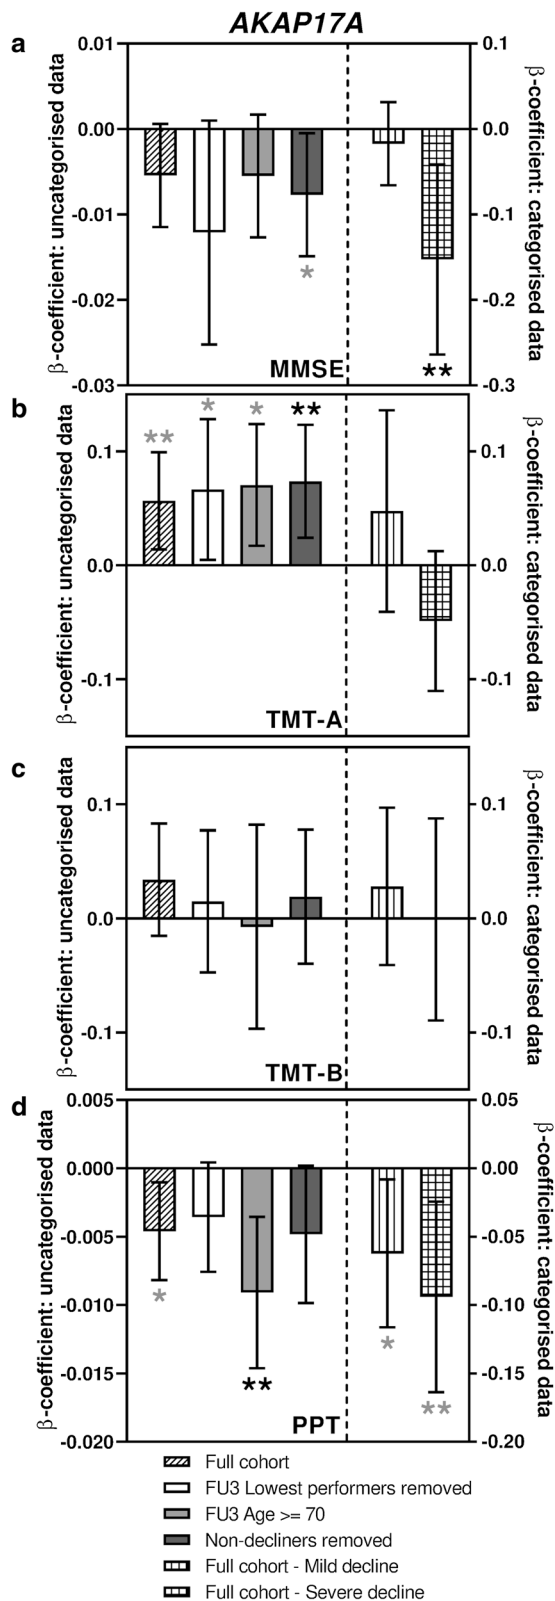 AKAP17A
a
β-coefficient: uncategorised data
0.01
0.00
-0.01
-0.02
-0.03
*
**
MMSE
0.1
0.0
-0.1
-0.2
-0.3
β-coefficient: categorised data
b
β-coefficient: uncategorised data
0.1
0.0
-0.1
**
*
*
**
TMT-A
0.1
0.0
-0.1
β-coefficient: categorised data
c
β-coefficient: uncategorised data
0.1
0.0
-0.1
TMT-B
0.1
0.0
-0.1
β-coefficient: categorised data
d
β-coefficient: uncategorised data
0.005
0.000
-0.005
-0.010
-0.015
-0.020
*
**
*
**
PPT
0.05
0.00
-0.05
-0.10
-0.15
-0.20
β-coefficient: categorised data
Full cohort
FU3 Lowest performers removed
FU3 Age >= 70
Non-decliners removed
Full cohort - Mild decline
Full cohort - Severe decline